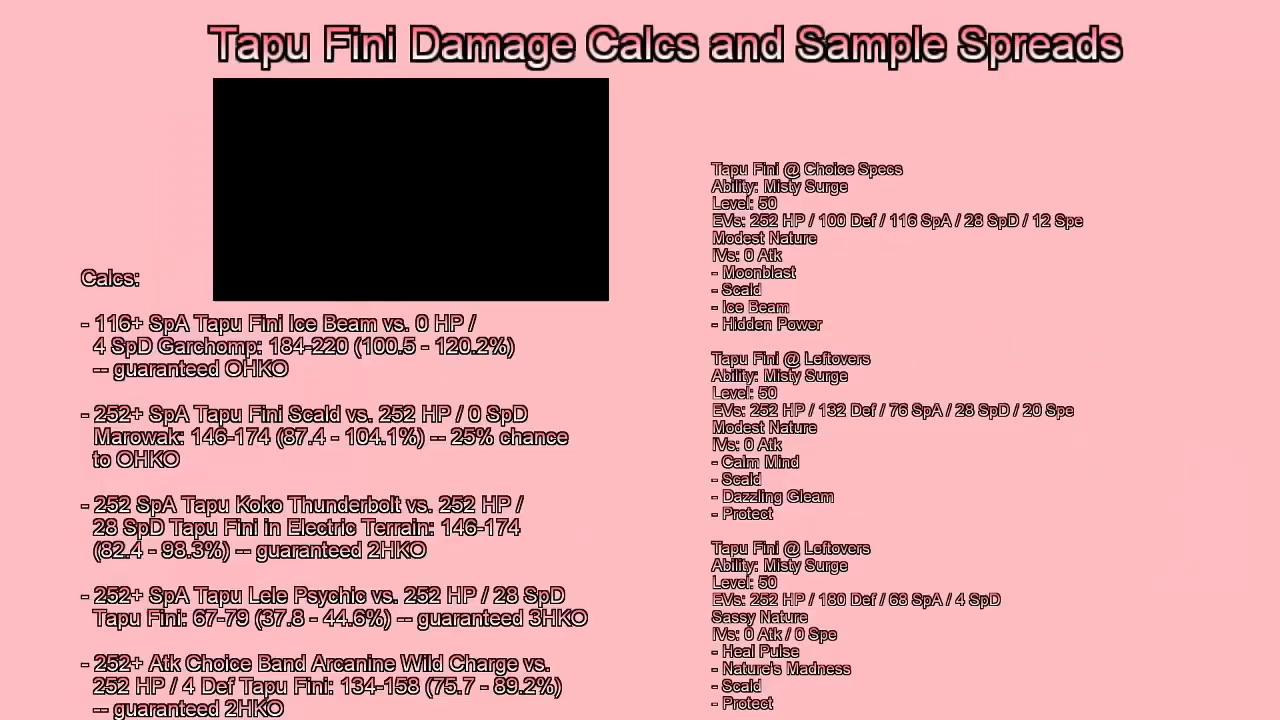 Tapu Fini Damage Calcs and Sample Spreads
Calcs:
- 116+ SpA Tapu Fini Ice Beam vs. 0 HP /
4 SpD Garchomp: 184-220 (100.5 - 120.2%)
-- guaranteed OHKO
- 252+ SpA Tapu Fini Scald vs. 252 HP / 0 SpD
Marowak: 146-174 (87.4 - 104.1%) -- 25% chance
to OHKO
- 252 SpA Tapu Koko Thunderbolt vs. 252 HP /
28 SpD Tapu Fini in Electric Terrain: 146-174
(82.4 - 98.3%) -- guaranteed 2HKO
- 252+ SpA Tapu Lele Psychic vs. 252 HP / 28 SpD
Tapu Fini: 67-79 (37.8 - 44.6%) -- guaranteed 3HKO
- 252+ Atk Choice Band Arcanine Wild Charge vs.
252 HP / 4 Def Tapu Fini: 134-158 (75.7 - 89.2%)
-- guaranteed 2HKO
Tapu Fini @ Choice Specs
Ability: Misty Surge
Level: 50
EVs: 252 HP / 100 Def / 116 SpA / 28 SpD / 12 Spe
Modest Nature
IVs: 0 Atk
- Moonblast
- Scald
- Ice Beam
- Hidden Power
Tapu Fini @ Leftovers
Ability: Misty Surge
Level: 50
EVs: 252 HP / 132 Def / 76 SpA / 28 SpD / 20 Spe
Modest Nature
IVs: 0 Atk
- Calm Mind
- Scald
- Dazzling Gleam
- Protect
Tapu Fini @ Leftovers
Ability: Misty Surge
Level: 50
EVs: 252 HP / 180 Def / 68 SpA / 4 SpD
Sassy Nature
IVs: 0 Atk / 0 Spe
- Heal Pulse
- Nature's Madness
- Scald
- Protect